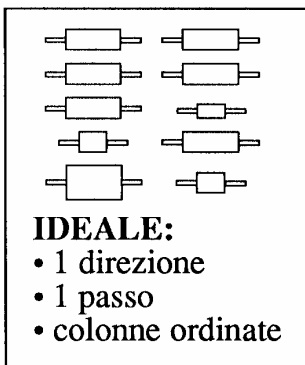 IDEALE:
• 1 direzione
• 1 passo
• colonne ordinate